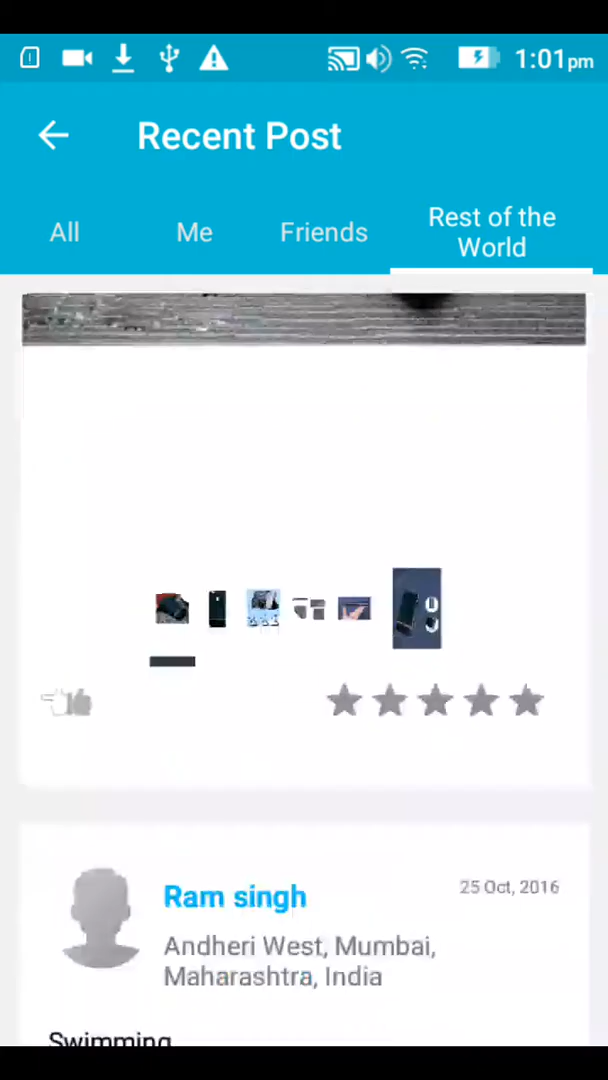 1:01pm
Recent Post
All
Me
Friends
Rest of the
World
Ram singh
25 Oct, 2016
Andheri West, Mumbai,
Maharashtra, India
Swimming